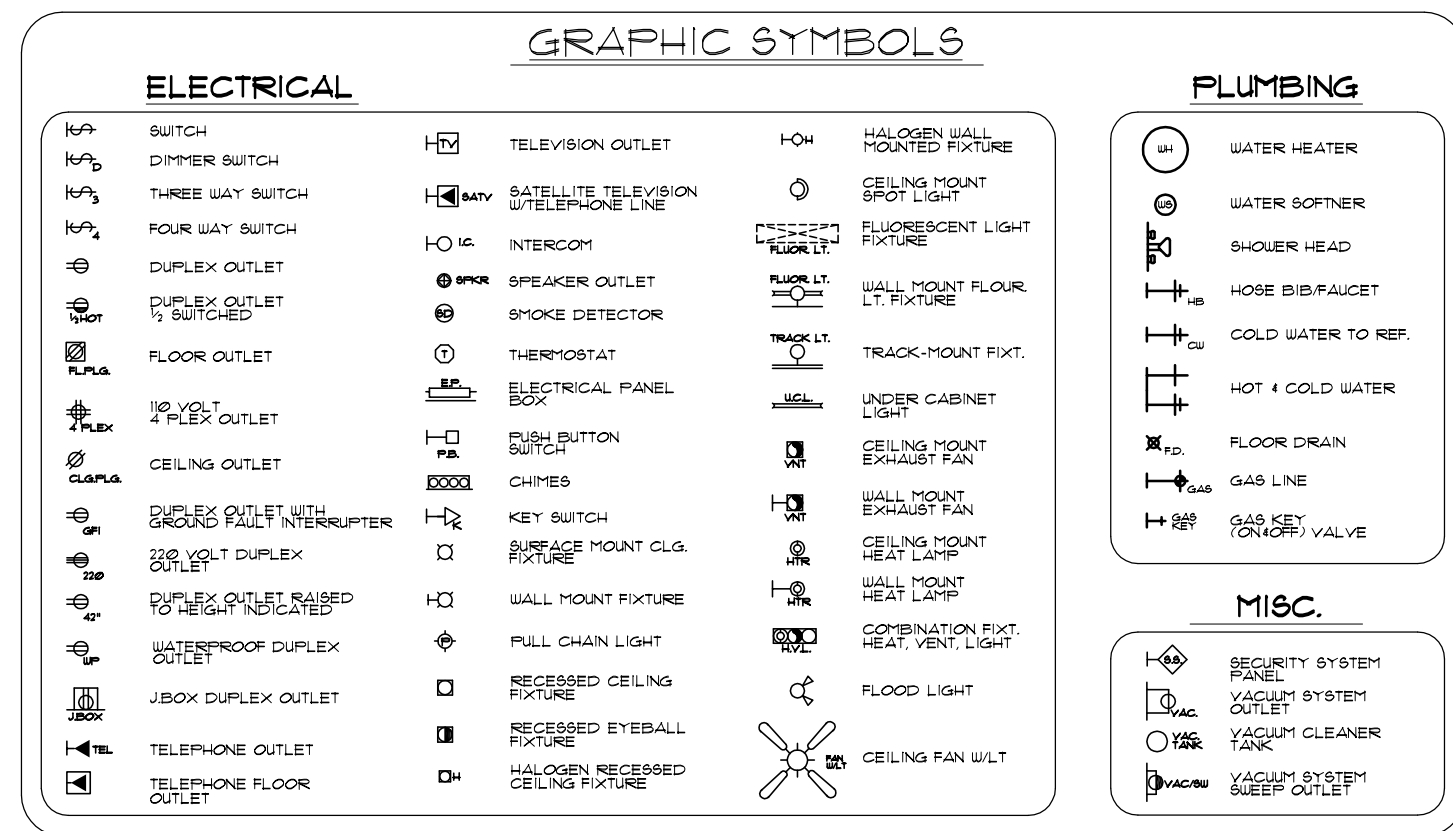 GRAPHIC SYMBOLS
ELECTRICAL
SWITCH
D
DIMMER SWITCH
3
THREE WAY SWITCH
4
FOUR WAY SWITCH
DUPLEX OUTLET
½HOT
DUPLEX OUTLET
½ SWITCHED
FL.PLG.
FLOOR OUTLET
4 PLEX
110 VOLT
4 PLEX OUTLET
CLG.PLG.
CEILING OUTLET
GFI
DUPLEX OUTLET WITH
GROUND FAULT INTERRUPTER
220
220 VOLT DUPLEX
OUTLET
42"
DUPLEX OUTLET RAISED
TO HEIGHT INDICATED
WP
WATERPROOF DUPLEX
OUTLET
J.BOX
J.BOX DUPLEX OUTLET
TEL
TELEPHONE OUTLET
TELEPHONE FLOOR
OUTLET
TV
TELEVISION OUTLET
SATV
SATELLITE TELEVISION
W/TELEPHONE LINE
I.C.
INTERCOM
SPKR
SPEAKER OUTLET
SD
SMOKE DETECTOR
T
THERMOSTAT
E.P.
ELECTRICAL PANEL
BOX
P.B.
PUSH BUTTON
SWITCH
CHIMES
K
KEY SWITCH
SURFACE MOUNT CLG.
FIXTURE
WALL MOUNT FIXTURE
P
PULL CHAIN LIGHT
RECESSED CEILING
FIXTURE
RECESSED EYEBALL
FIXTURE
H
HALOGEN RECESSED
CEILING FIXTURE
H
HALOGEN WALL
MOUNTED FIXTURE
CEILING MOUNT
SPOT LIGHT
FLUOR. LT.
FLUORESCENT LIGHT
FIXTURE
FLUOR. LT.
WALL MOUNT FLOUR.
LT. FIXTURE
TRACK LT.
TRACK-MOUNT FIXT.
U.C.L.
UNDER CABINET
LIGHT
VNT
CEILING MOUNT
EXHAUST FAN
VNT
WALL MOUNT
EXHAUST FAN
HTR
CEILING MOUNT
HEAT LAMP
HTR
WALL MOUNT
HEAT LAMP
H.V.L.
COMBINATION FIXT.
HEAT, VENT, LIGHT
FLOOD LIGHT
FAN
W/LT
CEILING FAN W/LT
PLUMBING
WH
WATER HEATER
WS
WATER SOFTNER
SHOWER HEAD
HB
HOSE BIB/FAUCET
CW
COLD WATER TO REF.
HOT & COLD WATER
F.D.
FLOOR DRAIN
GAS
GAS LINE
GAS
KEY
GAS KEY
(ON&OFF) VALVE
MISC.
S.S.
SECURITY SYSTEM
PANEL
VAC.
VACUUM SYSTEM
OUTLET
VAC.
TANK
VACUUM CLEANER
TANK
VAC/SW
VACUUM SYSTEM
SWEEP OUTLET